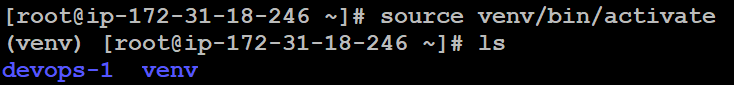 [root@ip-172-31-18-246 ~]# source venv/bin/activate
(venv) [root@ip-172-31-18-246 ~]# ls
devops-1  venv